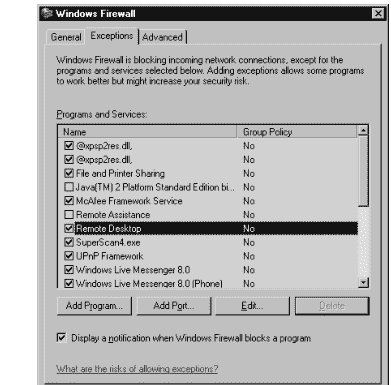 Windows Firewall
General Exceptions Advanced
Windows Firewall is blocking incoming network connections, except for the
programs and services selected below. Adding exceptions allows some programs
to work better but might increase your security risk.
Programs and Services:
Name Group Policy
@xpsp2res.dll, No
@xpsp2res.dll, No
File and Printer Sharing No
Java(TM) 2 Platform Standard Edition bi... No
McAfee Framework Service No
Remote Assistance No
Remote Desktop No
SuperScan4.exe No
UPnP Framework No
Windows Live Messenger 8.0 No
Windows Live Messenger 8.0 (Phone) No
Add Program... Add Port... Edit... Delete
Display a notification when Windows Firewall blocks a program
What are the risks of allowing exceptions?